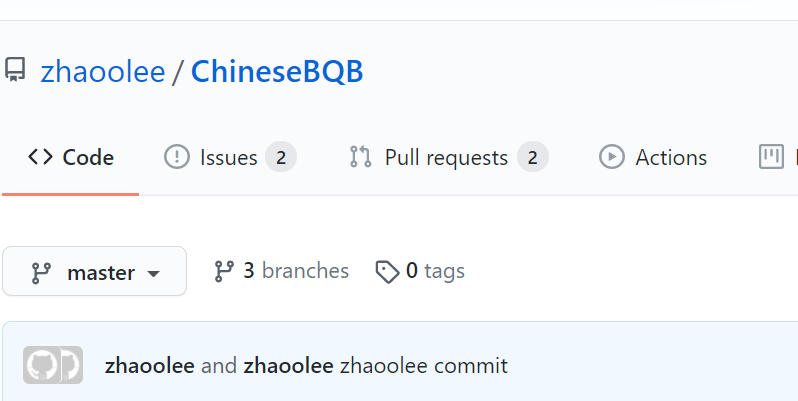 zhaoolee / ChineseBQB
Code Issues 2 Pull requests 2 Actions
master 3 branches 0 tags
zhaoolee and zhaoolee zhaoolee commit